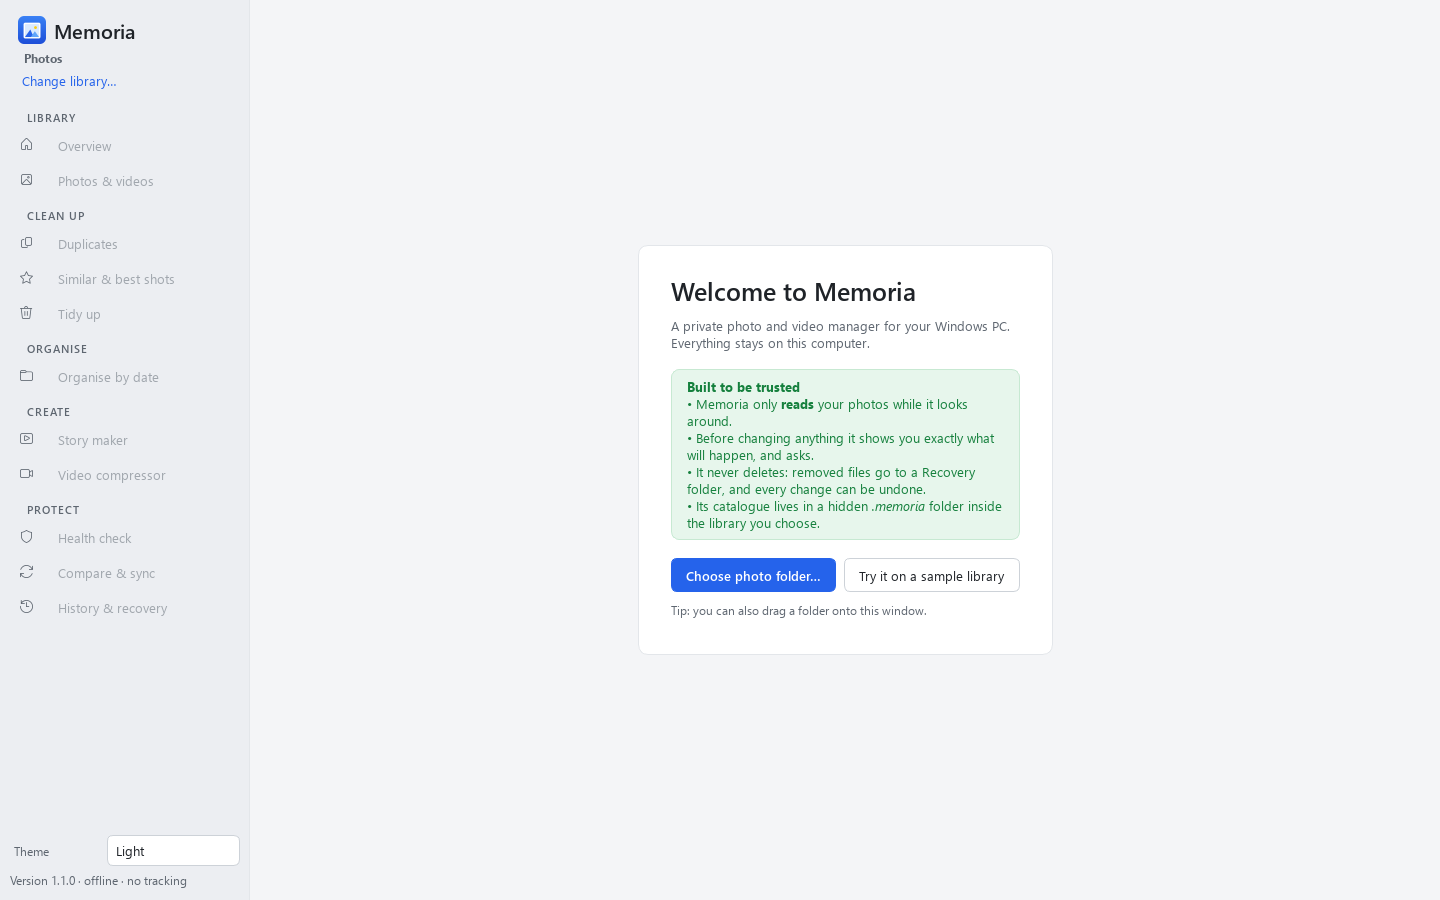 Memoria
Photos
Change library...
LIBRARY
Overview
Photos & videos
CLEAN UP
Duplicates
Similar & best shots
Tidy up
ORGANISE
Organise by date
CREATE
Story maker
Video compressor
PROTECT
Health check
Compare & sync
History & recovery
Theme
Light
Version 1.1.0 · offline · no tracking
Welcome to Memoria
A private photo and video manager for your Windows PC.
Everything stays on this computer.
Built to be trusted
• Memoria only reads your photos while it looks
around.
• Before changing anything it shows you exactly what
will happen, and asks.
• It never deletes: removed files go to a Recovery
folder, and every change can be undone.
• Its catalogue lives in a hidden .memoria folder inside
the library you choose.
Choose photo folder...
Try it on a sample library
Tip: you can also drag a folder onto this window.